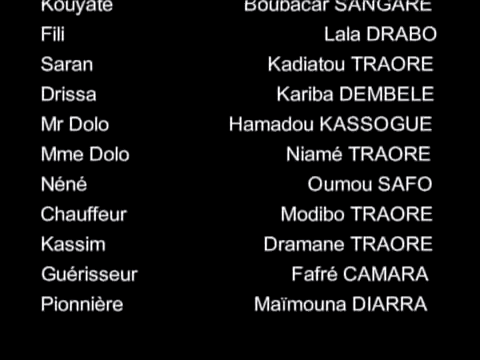 Kouyaté Boubacar SANGARE
Fili Lala DRABO
Saran Kadiatou TRAORE
Drissa Kariba DEMBELE
Mr Dolo Hamadou KASSOGUE
Mme Dolo Niamé TRAORE
Néné Oumou SAFO
Chauffeur Modibo TRAORE
Kassim Dramane TRAORE
Guérisseur Fafré CAMARA
Pionnière Maïmouna DIARRA